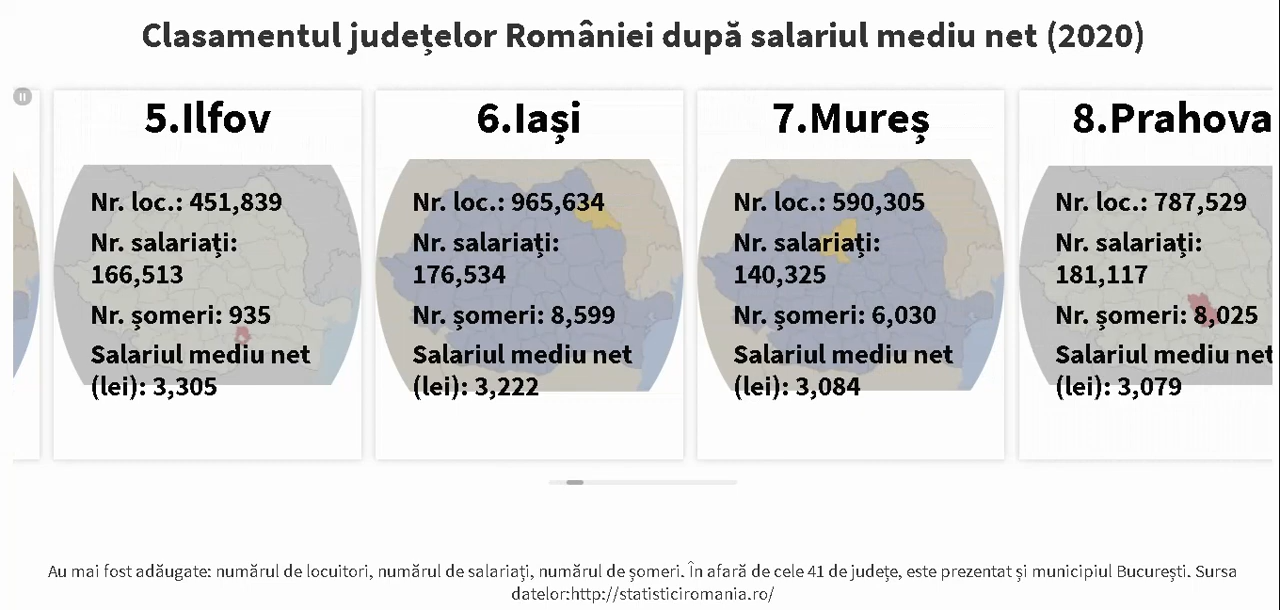 Clasamentul județelor României după salariul mediu net (2020)
5.Ilfov
Nr. loc.: 451,839
Nr. salariați:
166,513
Nr. șomeri: 935
Salariul mediu net
(lei): 3,305
6.Iași
Nr. loc.: 965,634
Nr. salariați:
176,534
Nr. șomeri: 8,599
Salariul mediu net
(lei): 3,222
7.Mureș
Nr. loc.: 590,305
Nr. salariați:
140,325
Nr. șomeri: 6,030
Salariul mediu net
(lei): 3,084
8.Prahova
Nr. loc.: 787,529
Nr. salariați:
181,117
Nr. șomeri: 8,025
Salariul mediu net
(lei): 3,079
Au mai fost adăugate: numărul de locuitori, numărul de salariați, numărul de șomeri. În afară de cele 41 de județe, este prezentat și municipiul București. Sursa
datelor:http://statisticiromania.ro/